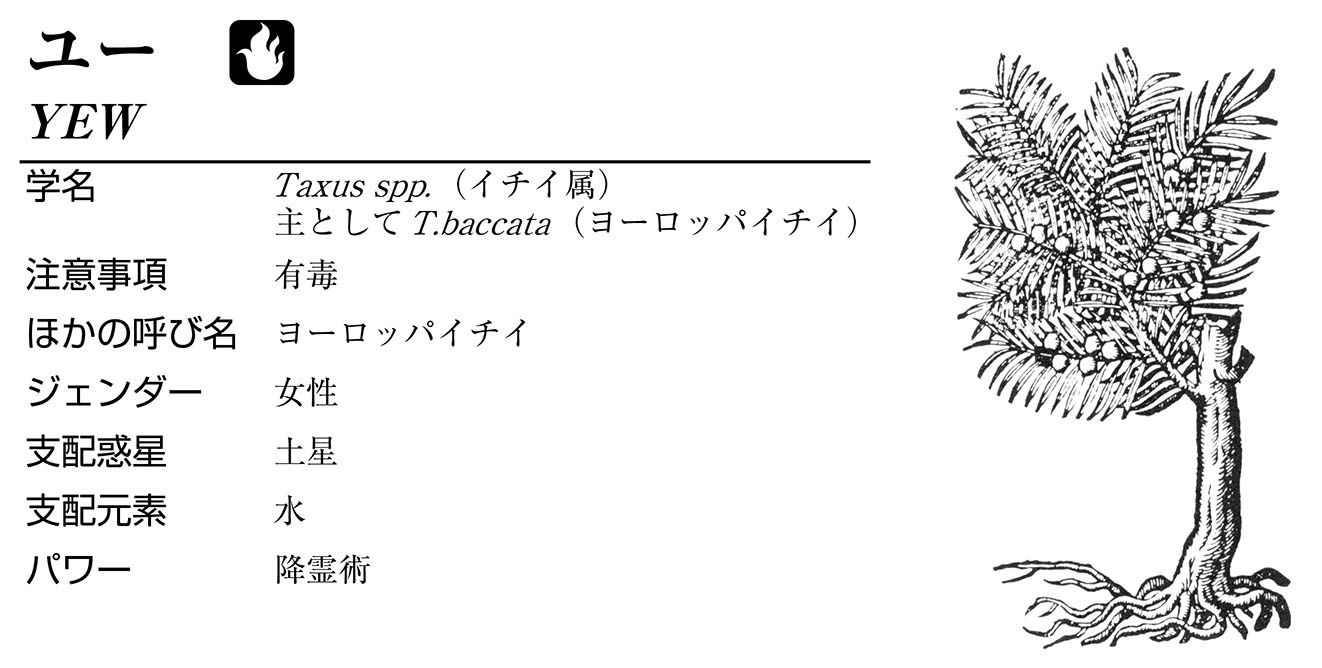 ユー
YEW
学名 Taxus spp.（イチイ属）
主として T.baccata（ヨーロッパイチイ）
注意事項 有毒
ほかの呼び名 ヨーロッパイチイ
ジェンダー 女性
支配惑星 土星
支配元素 水
パワー 降霊術